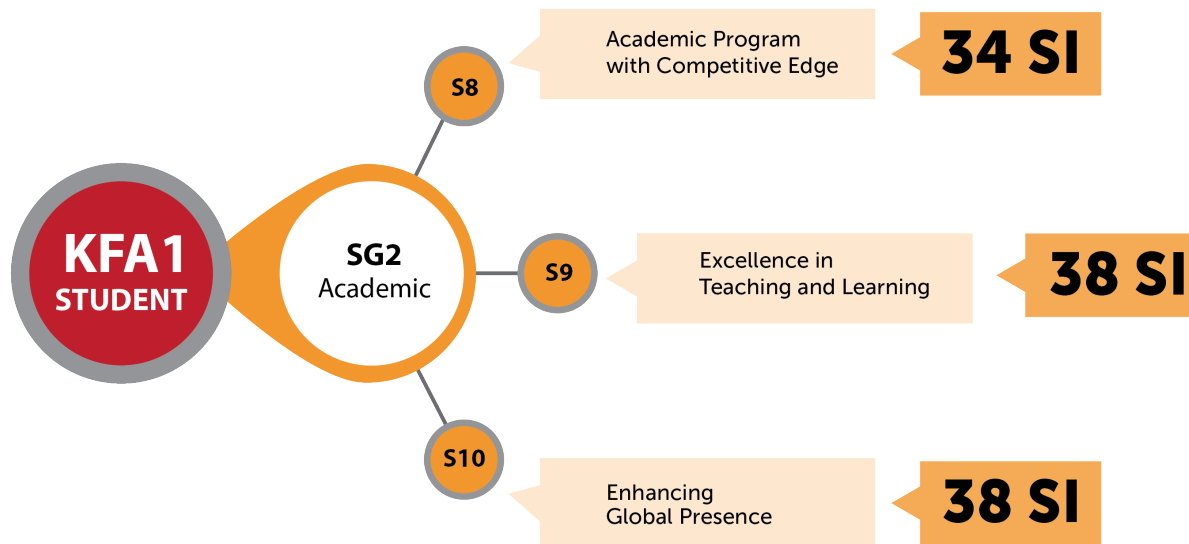 KFA1
STUDENT
SG2
Academic
S8
Academic Program
with Competitive Edge
34 SI
S9
Excellence in
Teaching and Learning
38 SI
S10
Enhancing
Global Presence
38 SI